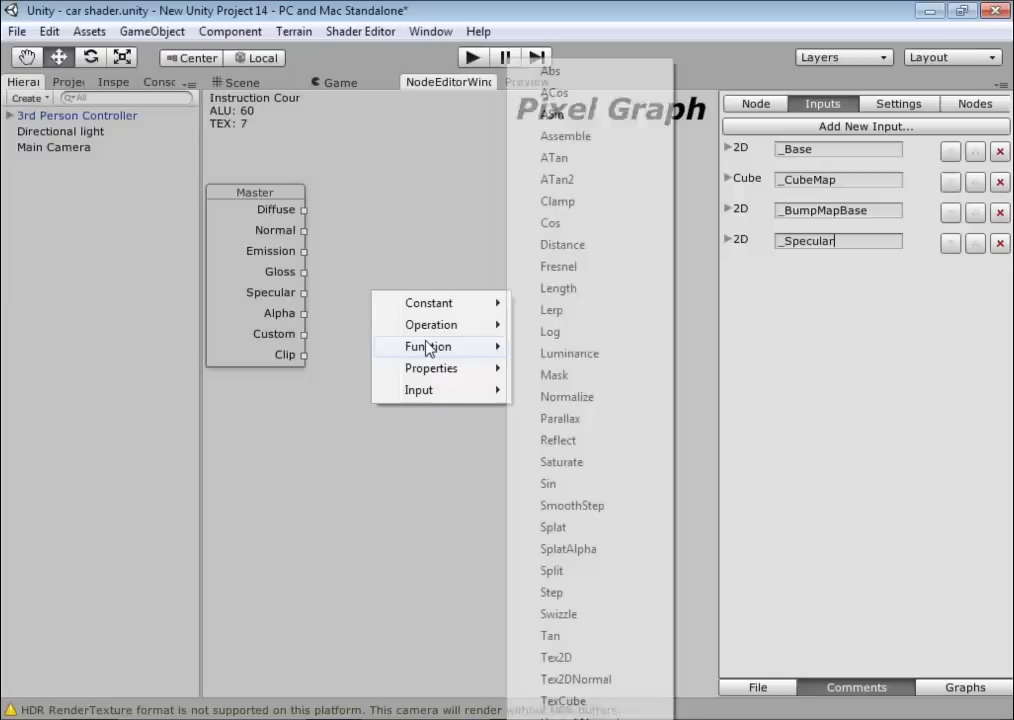 Unity - car shader.unity - New Unity Project 14 - PC and Mac Standalone*
File Edit Assets GameObject Component Terrain Shader Editor Window Help
Center Local Layers Layout
Hierar Projec Inspe Consc Scene Game NodeEditorWind Preview
Create All
3rd Person Controller
Directional light
Main Camera
Instruction Cour
ALU: 60
TEX: 7
Pixel Graph
Master
Diffuse
Normal
Emission
Gloss
Specular
Alpha
Custom
Clip
Constant
Operation
Function
Properties
Input
Abs
ACos
ASin
Assemble
ATan
ATan2
Clamp
Cos
Distance
Fresnel
Length
Lerp
Log
Luminance
Mask
Normalize
Parallax
Reflect
Saturate
Sin
SmoothStep
Splat
SplatAlpha
Split
Step
Swizzle
Tan
Tex2D
Tex2DNormal
TexCube
Node Inputs Settings Nodes
Add New Input...
2D _Base
Cube _CubeMap
2D _BumpMapBase
2D _Specular
File Comments Graphs
HDR RenderTexture format is not supported on this platform. This camera will render without HDR buffers.